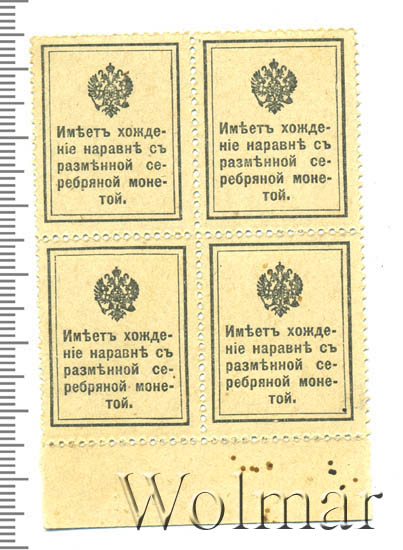 Имѣетъ хожде-
ніе наравнѣ съ
размѣнной се-
ребряной моне-
той.
Имѣетъ хожде-
ніе наравнѣ съ
размѣнной се-
ребряной моне-
той.
Имѣетъ хожде-
ніе наравнѣ съ
размѣнной се-
ребряной моне-
той.
Имѣетъ хожде-
ніе наравнѣ съ
размѣнной се-
ребряной моне-
той.
Wolmar